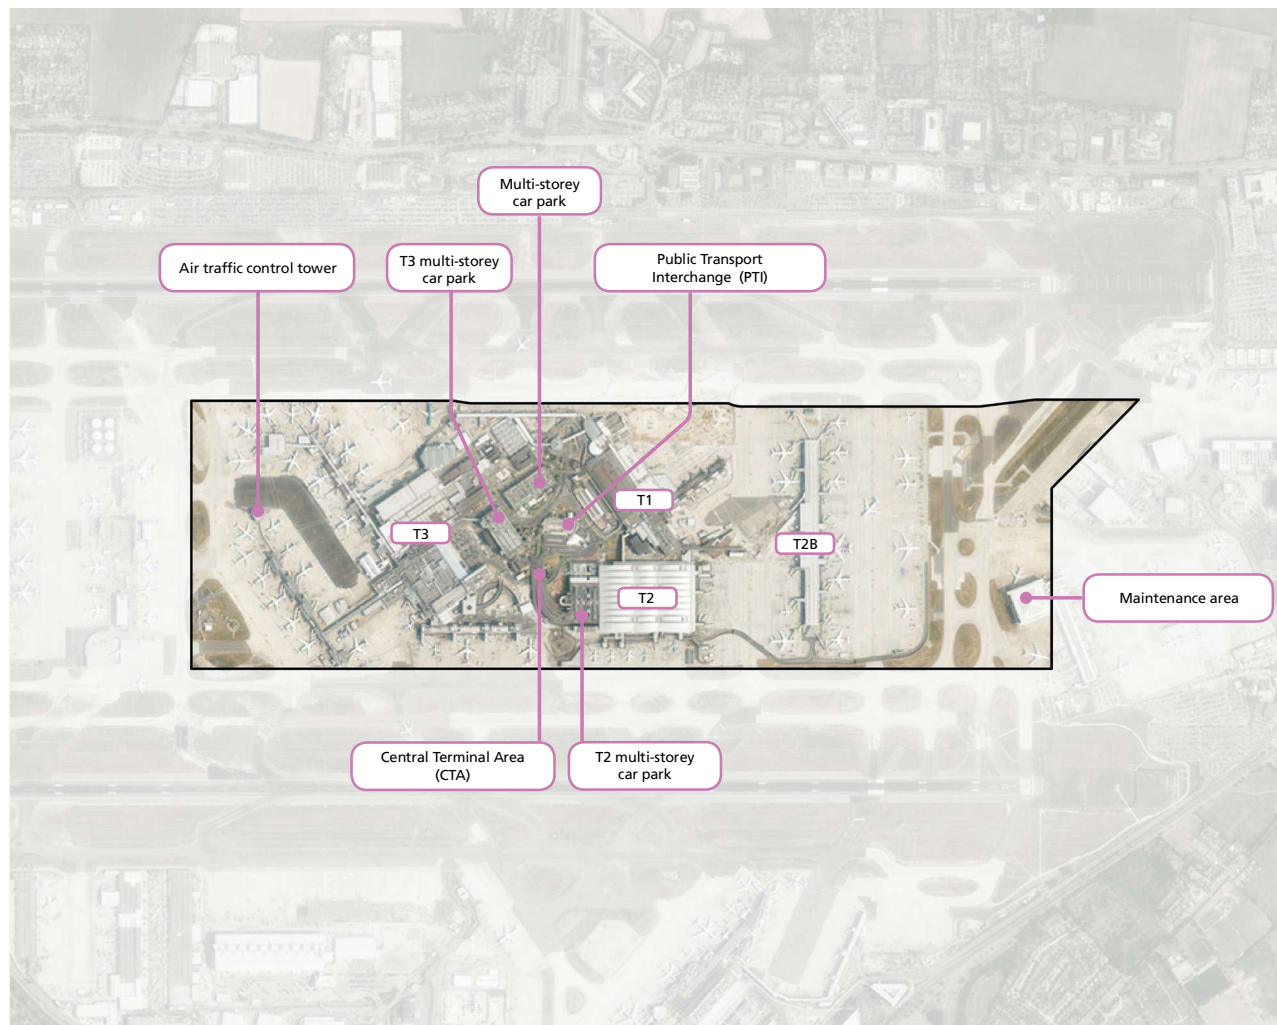 Multi-storey
car park
Air traffic control tower
T3 multi-storey
car park
Public Transport
Interchange (PTI)
T1
T3
T2B
T2
Maintenance area
Central Terminal Area
(CTA)
T2 multi-storey
car park